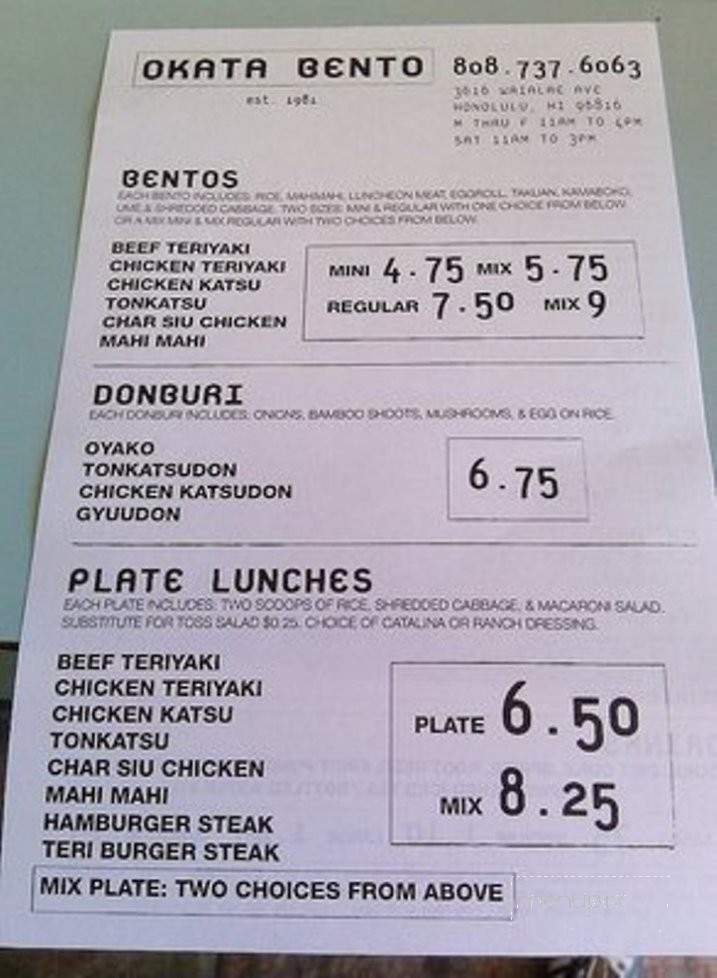 OKATA BENTO
est. 1981
808.737.6063
3616 WAIALAE AVE
HONOLULU, HI 96816
M THRU F 11AM TO 4PM
SAT 11AM TO 3PM
BENTOS
EACH BENTO INCLUDES: RICE, MAHIMAHI, LUNCHEON MEAT, EGGROLL, TAKUAN, KAMABOKO,
UME & SHREDDED CABBAGE. TWO SIZES: MINI & REGULAR WITH ONE CHOICE FROM BELOW
OR A MIX MINI & MIX REGULAR WITH TWO CHOICES FROM BELOW.
BEEF TERIYAKI
CHICKEN TERIYAKI
CHICKEN KATSU
TONKATSU
CHAR SIU CHICKEN
MAHI MAHI
MINI 4.75 MIX 5.75
REGULAR 7.50 MIX 9
DONBURI
EACH DONBURI INCLUDES: ONIONS, BAMBOO SHOOTS, MUSHROOMS, & EGG ON RICE.
OYAKO
TONKATSUDON
CHICKEN KATSUDON
GYUUDON
6.75
PLATE LUNCHES
EACH PLATE INCLUDES: TWO SCOOPS OF RICE, SHREDDED CABBAGE, & MACARONI SALAD.
SUBSTITUTE FOR TOSS SALAD $0.25. CHOICE OF CATALINA OR RANCH DRESSING.
BEEF TERIYAKI
CHICKEN TERIYAKI
CHICKEN KATSU
TONKATSU
CHAR SIU CHICKEN
MAHI MAHI
HAMBURGER STEAK
TERI BURGER STEAK
PLATE 6.50
MIX 8.25
MIX PLATE: TWO CHOICES FROM ABOVE